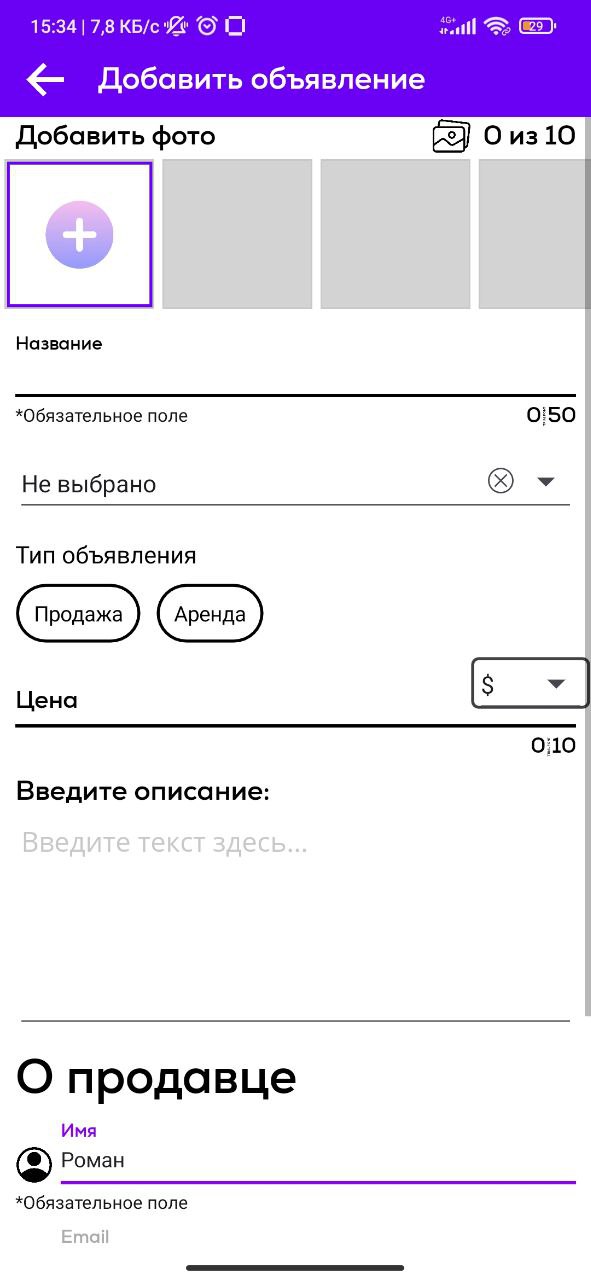 15:34 | 7,8 КБ/с 4G+ 29
Добавить объявление
Добавить фото 0 из 10
Название
*Обязательное поле 0 50
Не выбрано
Тип объявления
Продажа Аренда
$
Цена
0 10
Введите описание:
Введите текст здесь...
О продавце
Имя
Роман
*Обязательное поле
Email